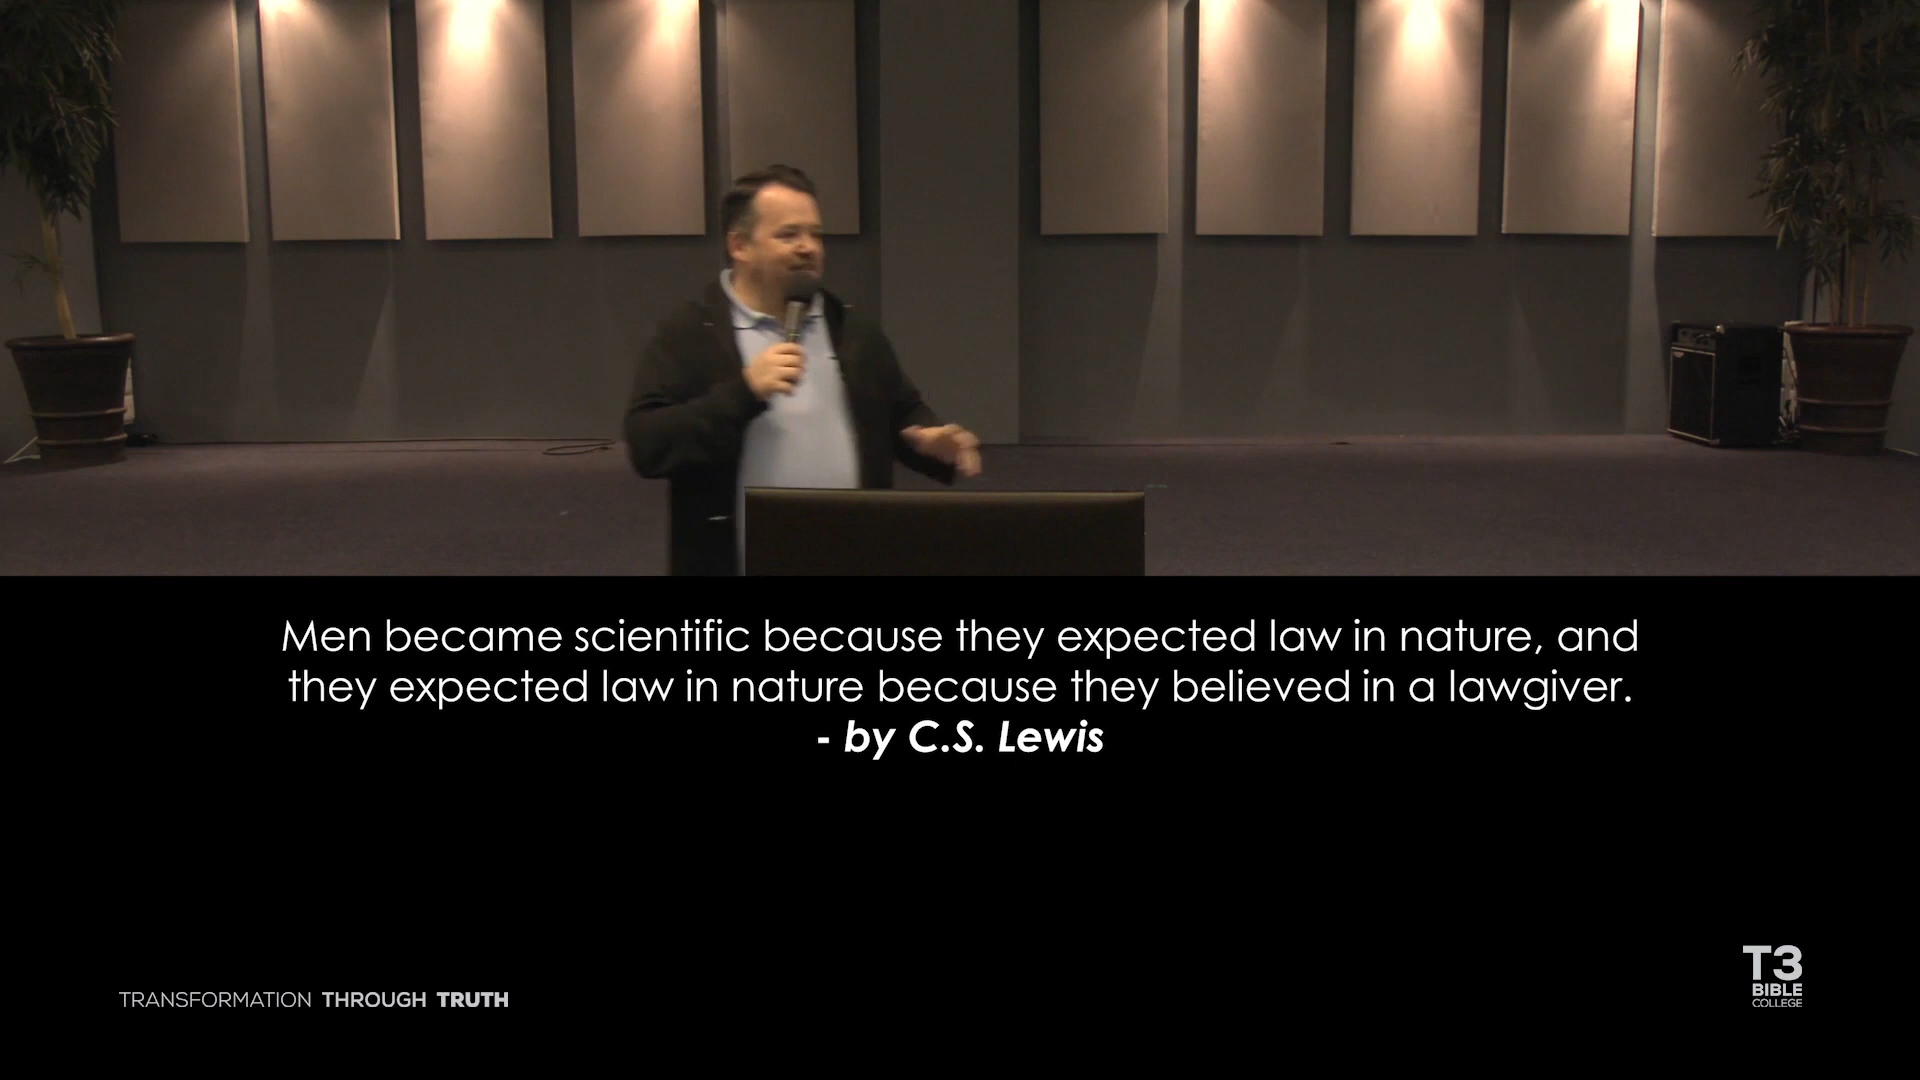 Men became scientific because they expected law in nature, and
they expected law in nature because they believed in a lawgiver.
- by C.S. Lewis
TRANSFORMATION THROUGH TRUTH
T3
BIBLE
COLLEGE